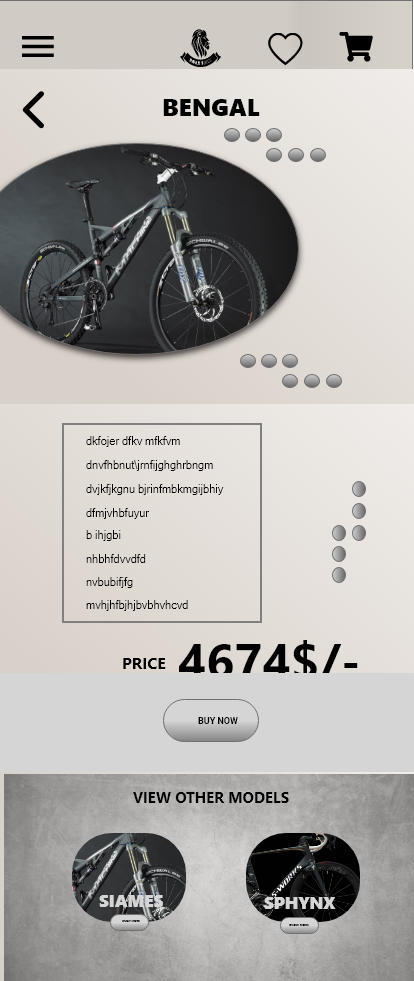 BENGAL
dkfojer dfkv mfkfvm
dnvfhbnut\jrnfijghghrbngm
dvjkfjkgnu bjrinfmbkmgijbhiy
dfmjvhbfuyur
b ihjgbi
nhbhfdvvdfd
nvbubifjfg
mvhjhfbjhjbvbhvhcvd
PRICE 4674$/-
BUY NOW
VIEW OTHER MODELS
SIAMES
SPHYNX